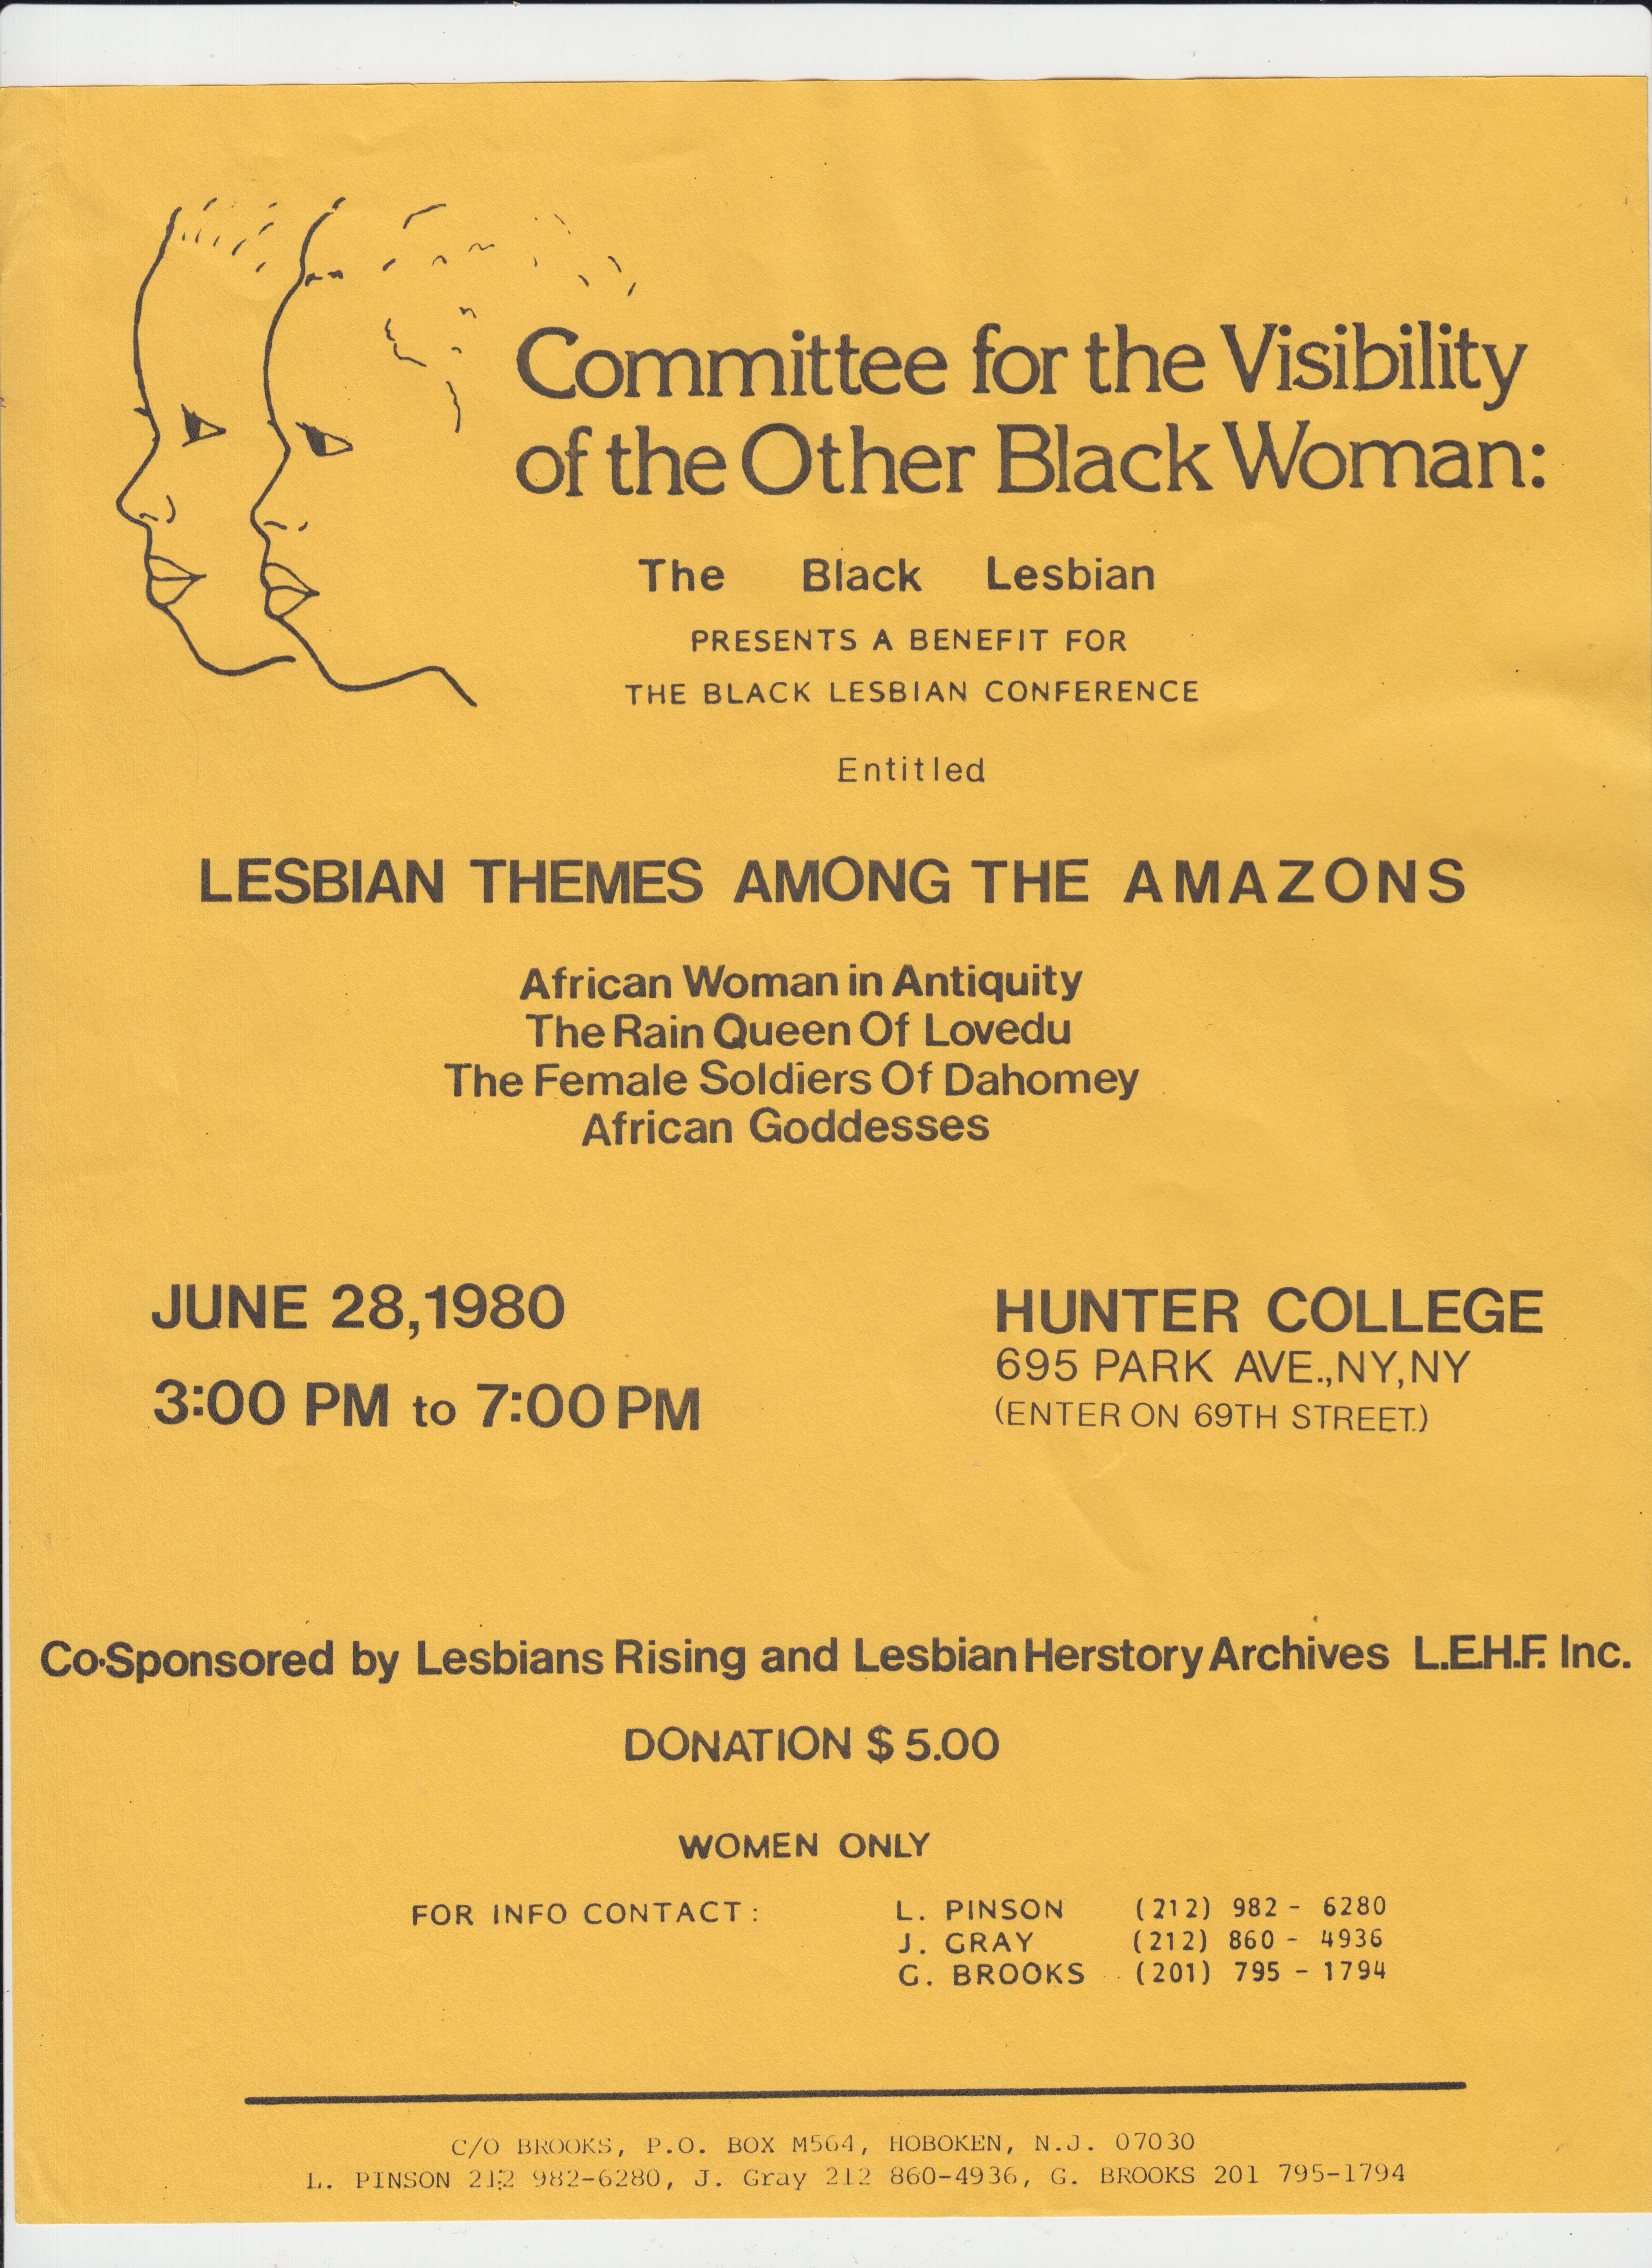 Committee for the Visibility
of the Other Black Woman:
The Black Lesbian
PRESENTS A BENEFIT FOR
THE BLACK LESBIAN CONFERENCE
Entitled
LESBIAN THEMES AMONG THE AMAZONS
African Woman in Antiquity
The Rain Queen Of Lovedu
The Female Soldiers Of Dahomey
African Goddesses
JUNE 28,1980
3:00 PM to 7:00 PM
HUNTER COLLEGE
695 PARK AVE.,NY,NY
(ENTER ON 69TH STREET.)
Co-Sponsored by Lesbians Rising and Lesbian Herstory Archives L.E.H.F. Inc.
DONATION $ 5.00
WOMEN ONLY
FOR INFO CONTACT: L. PINSON (212) 982 - 6280
J. GRAY (212) 860 - 4936
G. BROOKS (201) 795 - 1794
C/O BROOKS, P.O. BOX M564, HOBOKEN, N.J. 07030
L. PINSON 212 982-6280, J. Gray 212 860-4936, G. BROOKS 201 795-1794